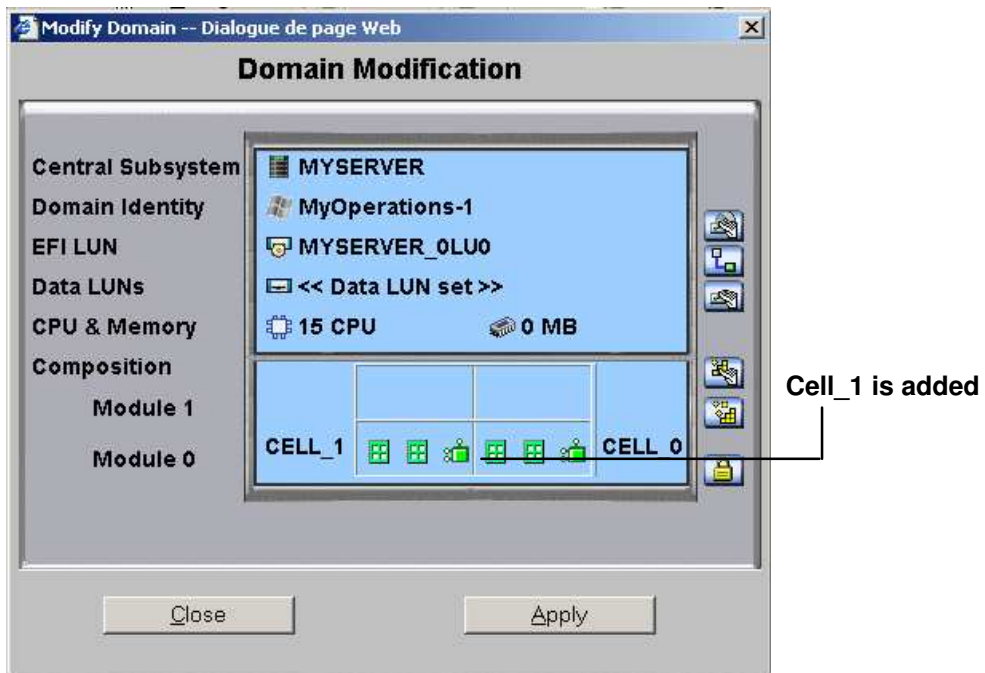 Modify Domain -- Dialogue de page Web
Domain Modification
Central Subsystem MYSERVER
Domain Identity MyOperations-1
EFI LUN MYSERVER_0LU0
Data LUNs << Data LUN set >>
CPU & Memory 15 CPU 0 MB
Composition
Module 1
Module 0 CELL_1 CELL_0
Cell_1 is added
Close Apply